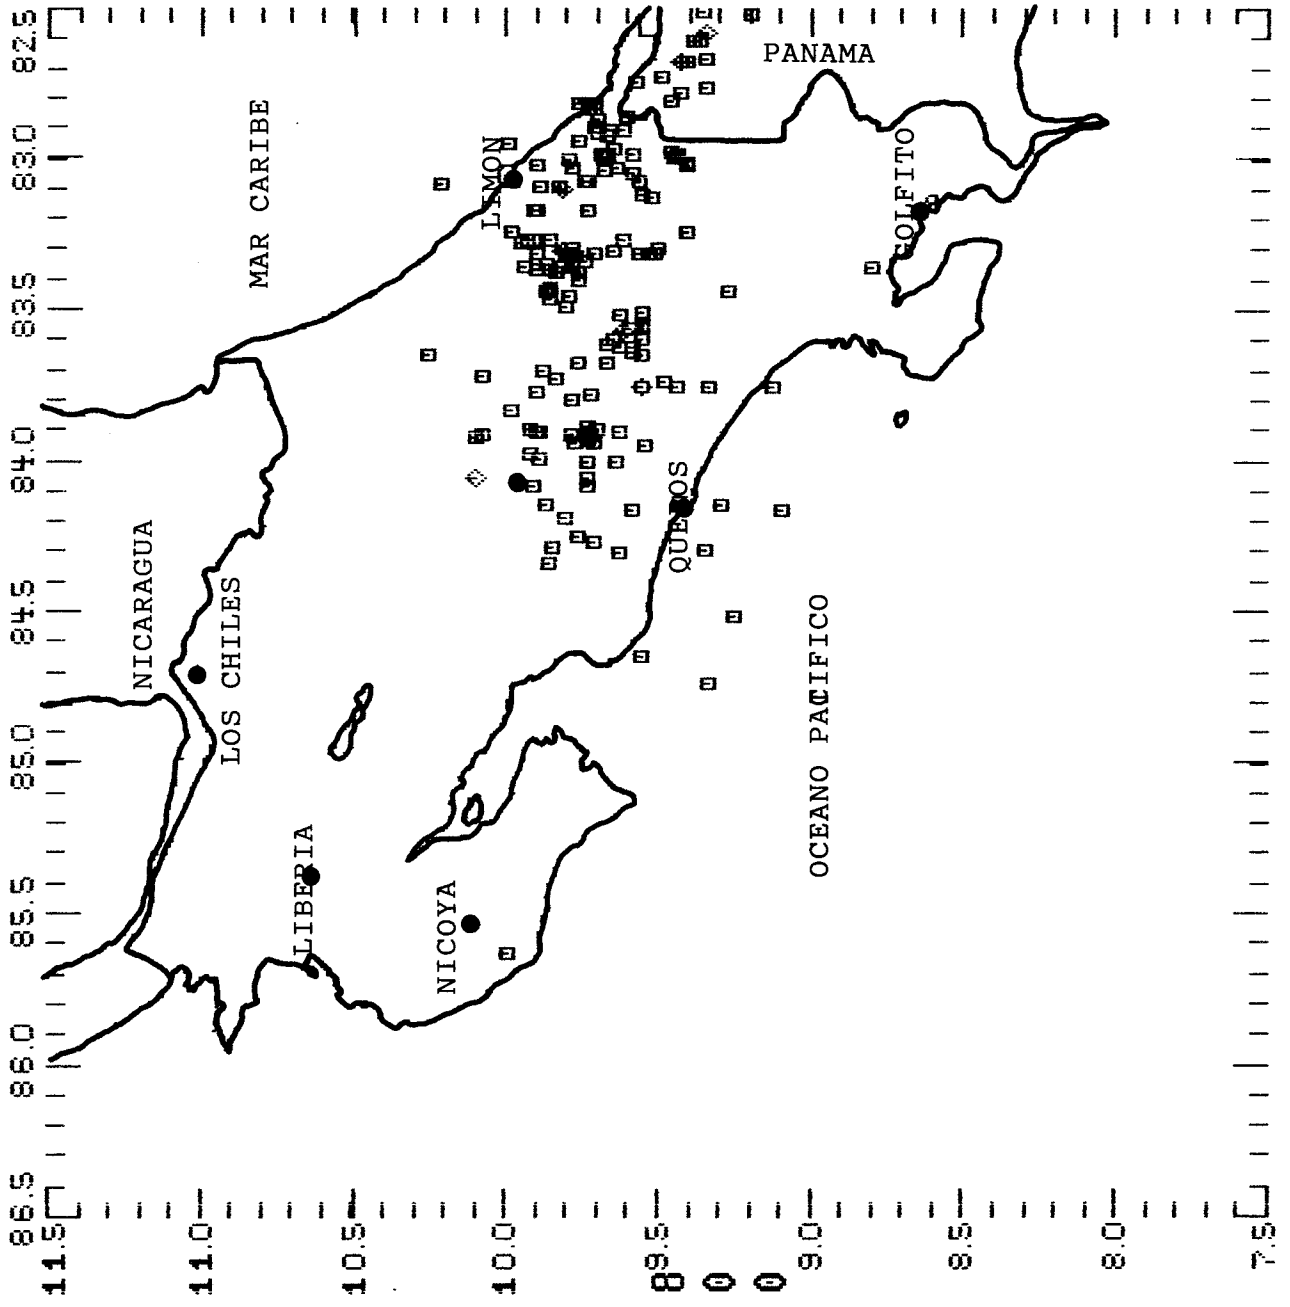 86.5 86.0 85.5 85.0 84.5 84.0 83.5 83.0 82.5
11.5
NICARAGUA
11.0
LOS CHILES
MAR CARIBE
LIBERIA
10.5
NICOYA
LIMON
10.0
9.5
800
QUEPOS
PANAMA
OCEANO PACIFICO
9.0
GOLFITO
8.5
8.0
7.5